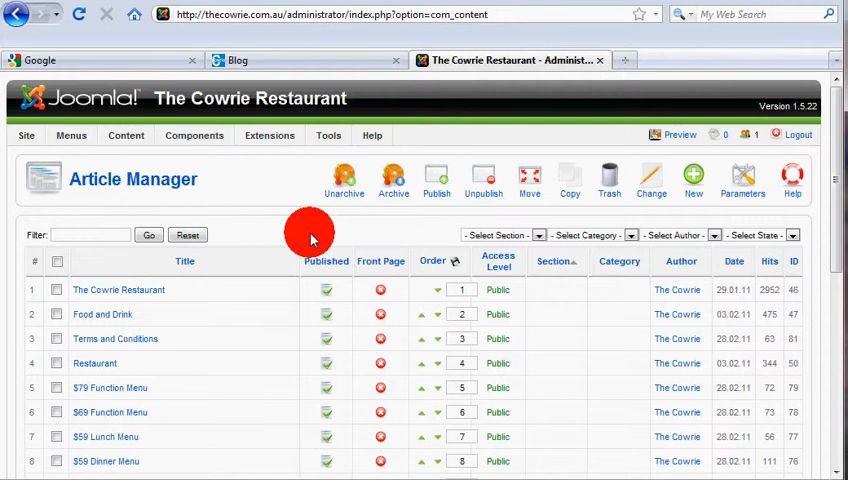 http://thecowrie.com.au/administrator/index.php?option=com_content
My Web Search
Google
Blog
The Cowrie Restaurant - Administ...
Joomla! The Cowrie Restaurant
Version 1.5.22
Site Menus Content Components Extensions Tools Help
Preview 0 1 Logout
Article Manager
Unarchive Archive Publish Unpublish Move Copy Trash Change New Parameters Help
Filter: Go Reset - Select Section - - Select Category - - Select Author - - Select State -
# Title Published Front Page Order Access Level Section Category Author Date Hits ID
1 The Cowrie Restaurant 1 Public The Cowrie 29.01.11 2952 46
2 Food and Drink 2 Public The Cowrie 03.02.11 475 47
3 Terms and Conditions 3 Public The Cowrie 28.02.11 63 81
4 Restaurant 4 Public The Cowrie 03.02.11 344 50
5 $79 Function Menu 5 Public The Cowrie 28.02.11 72 79
6 $69 Function Menu 6 Public The Cowrie 28.02.11 73 78
7 $59 Lunch Menu 7 Public The Cowrie 28.02.11 56 77
8 $59 Dinner Menu 8 Public The Cowrie 28.02.11 111 76